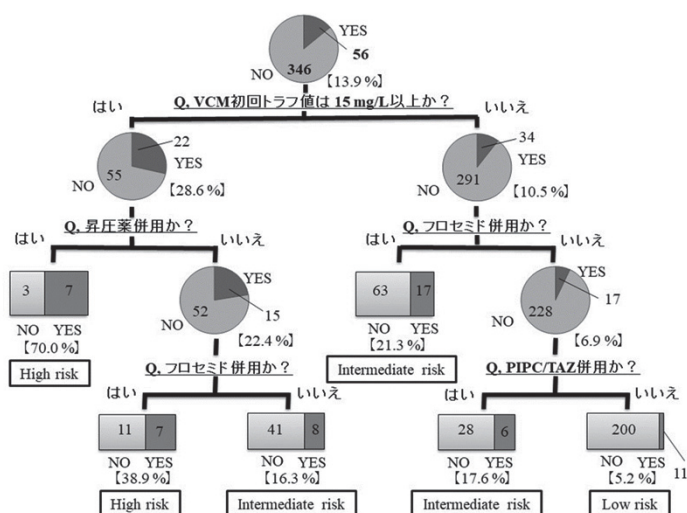 YES
56
NO
346
【13.9 %】
Q, VCM初回トラフ値は 15 mg/L以上か？
はい
いいえ
22
YES
NO
55
【28.6 %】
34
YES
NO
291
【10.5 %】
Q, 昇圧薬併用か？
はい
いいえ
Q, フロセミド併用か？
はい
いいえ
3
7
NO
YES
【70.0 %】
High risk
YES
52
15
NO
【22.4 %】
63
17
NO
YES
【21.3 %】
Intermediate risk
YES
17
228
NO
【6.9 %】
Q, フロセミド併用か？
はい
いいえ
Q, PIPC/TAZ併用か？
はい
いいえ
11
7
NO
YES
【38.9 %】
High risk
41
8
NO
YES
【16.3 %】
Intermediate risk
28
6
NO
YES
【17.6 %】
Intermediate risk
200
NO
YES
11
【5.2 %】
Low risk